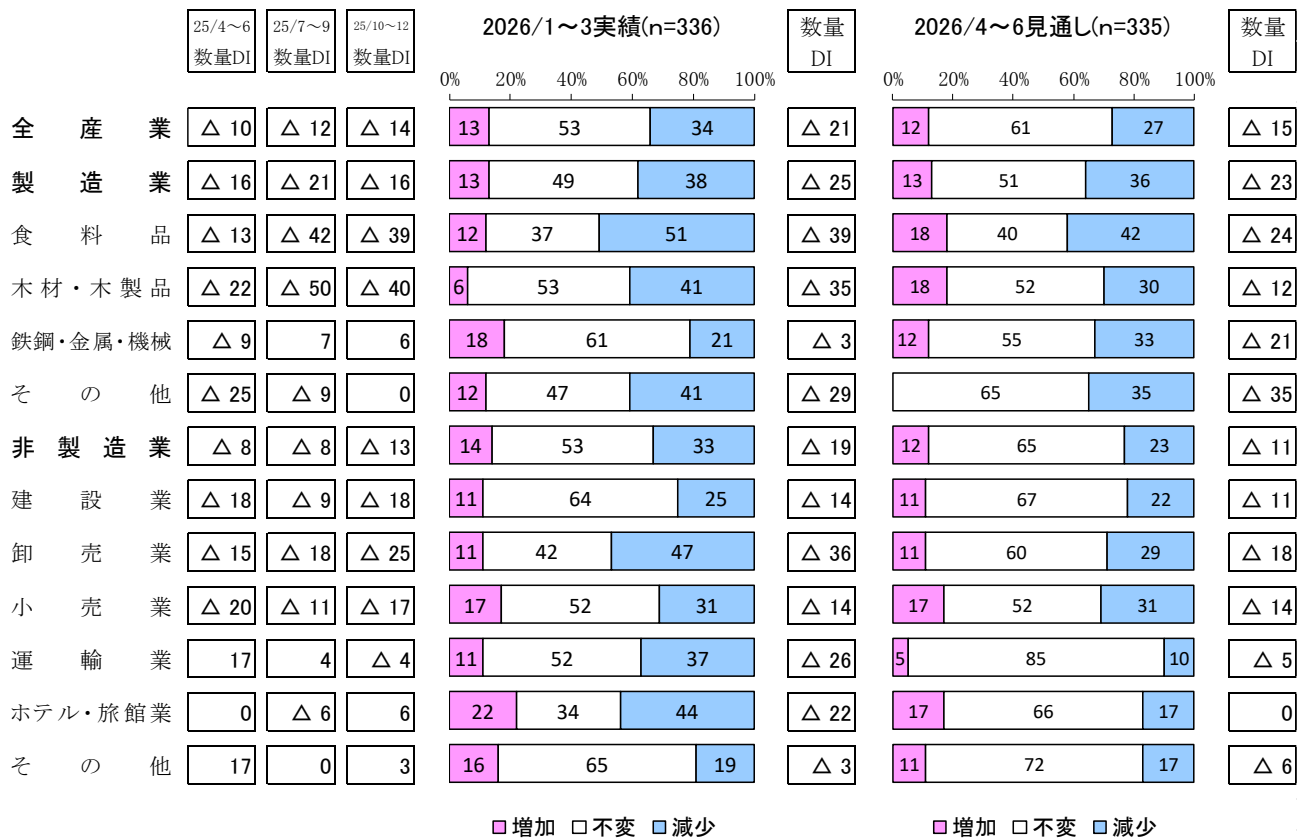 25/4～6 数量DI 25/7～9 数量DI 25/10～12 数量DI 2026/1～3実績(n=336) 数量 DI 2026/4～6見通し(n=335) 数量 DI
0% 20% 40% 60% 80% 100% 0% 20% 40% 60% 80% 100%
全産業 △ 10 △ 12 △ 14 13 53 34 △ 21 12 61 27 △ 15
製造業 △ 16 △ 21 △ 16 13 49 38 △ 25 13 51 36 △ 23
食料品 △ 13 △ 42 △ 39 12 37 51 △ 39 18 40 42 △ 24
木材・木製品 △ 22 △ 50 △ 40 6 53 41 △ 35 18 52 30 △ 12
鉄鋼・金属・機械 △ 9 7 6 18 61 21 △ 3 12 55 33 △ 21
その他 △ 25 △ 9 0 12 47 41 △ 29 65 35 △ 35
非製造業 △ 8 △ 8 △ 13 14 53 33 △ 19 12 65 23 △ 11
建設業 △ 18 △ 9 △ 18 11 64 25 △ 14 11 67 22 △ 11
卸売業 △ 15 △ 18 △ 25 11 42 47 △ 36 11 60 29 △ 18
小売業 △ 20 △ 11 △ 17 17 52 31 △ 14 17 52 31 △ 14
運輸業 17 4 △ 4 11 52 37 △ 26 5 85 10 △ 5
ホテル・旅館業 0 △ 6 6 22 34 44 △ 22 17 66 17 0
その他 17 0 3 16 65 19 △ 3 11 72 17 △ 6
増加 不変 減少 増加 不変 減少